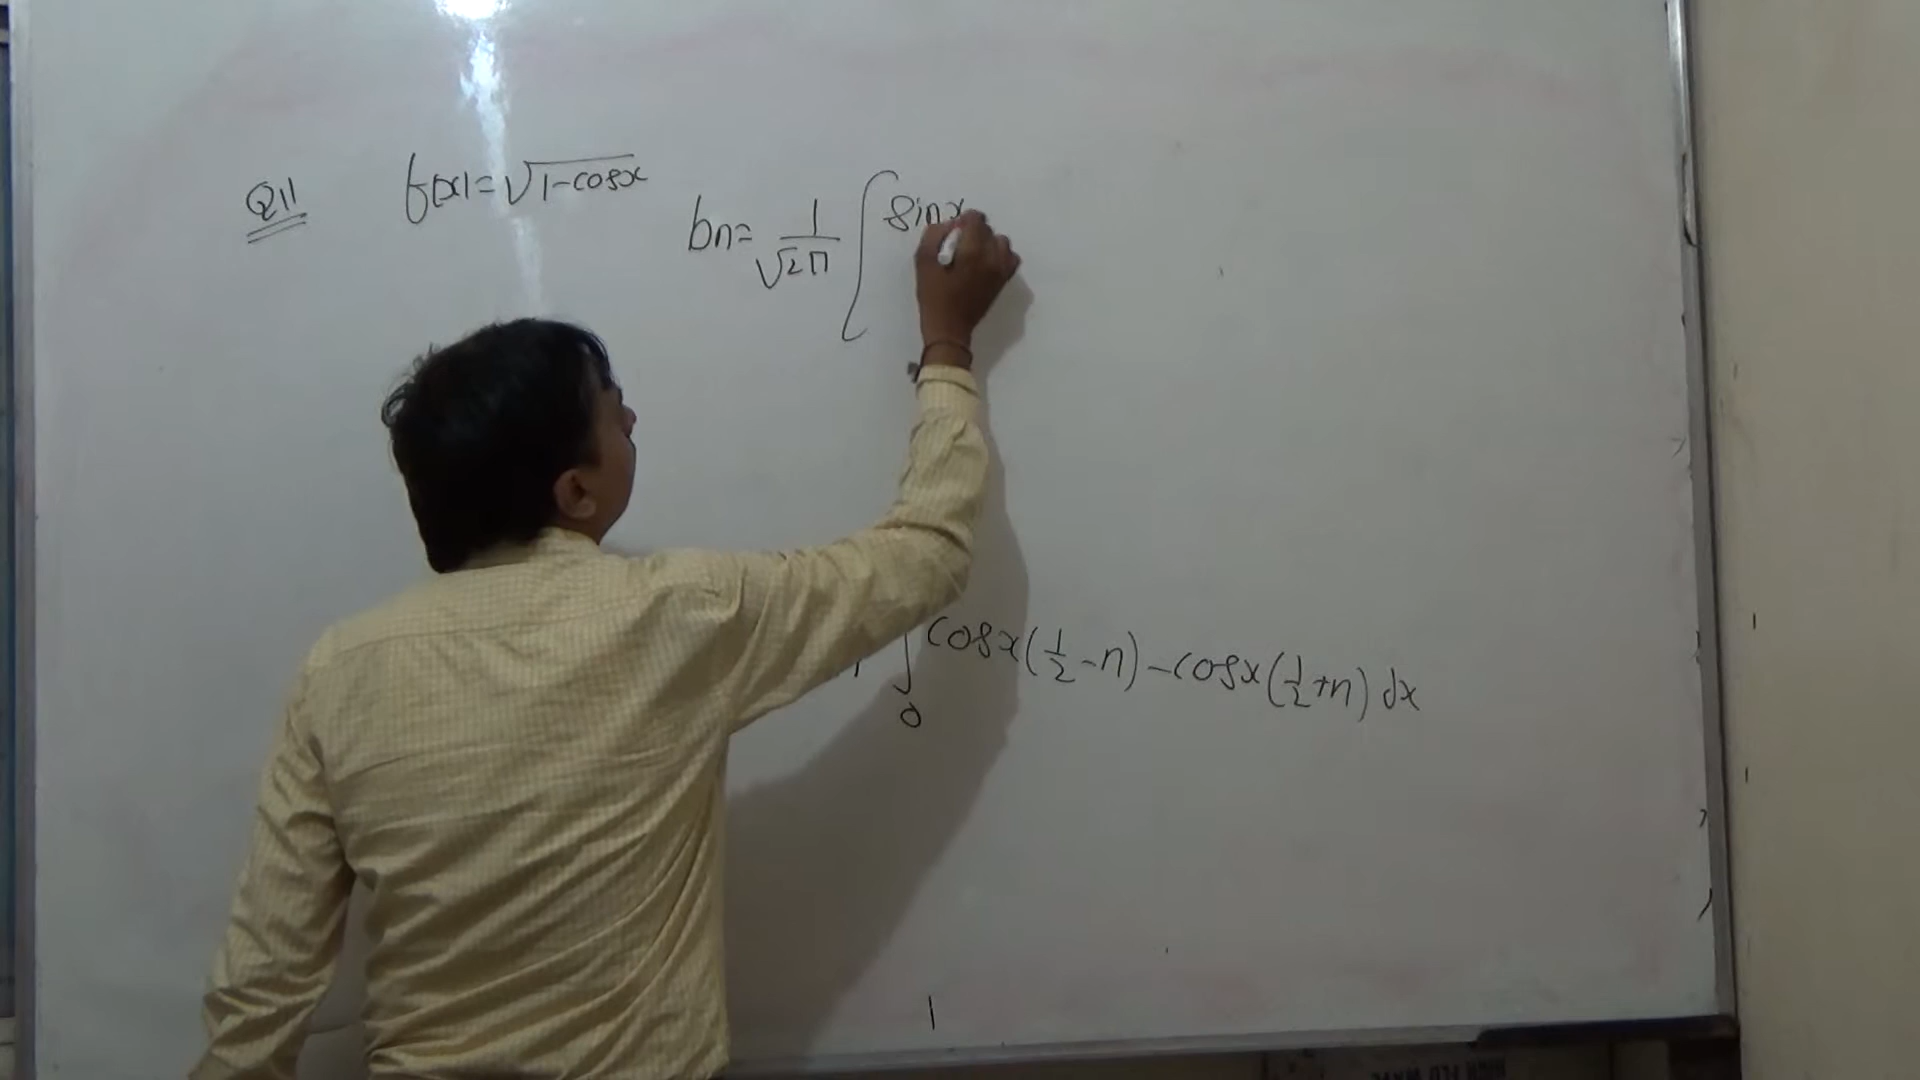 Q11 f(x)=√1-cosx
bn= 1/√2π [ sinx
∫0 cosx(1/2-n)-cosx(1/2+n) dx